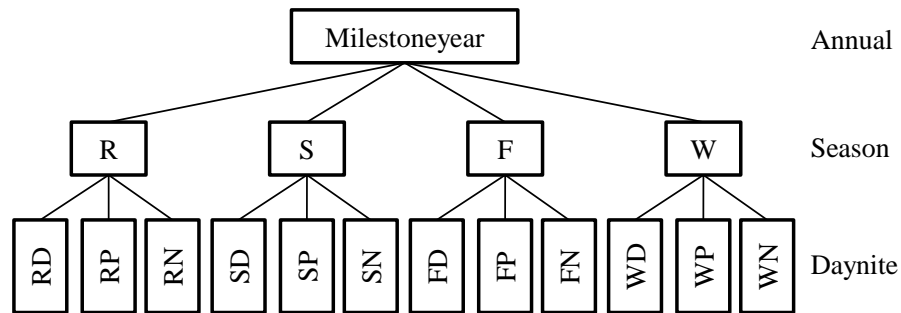 Milestoneyear Annual
R S F W Season
RD RP RN SD SP SN FD FP FN WD WP WN Daynite